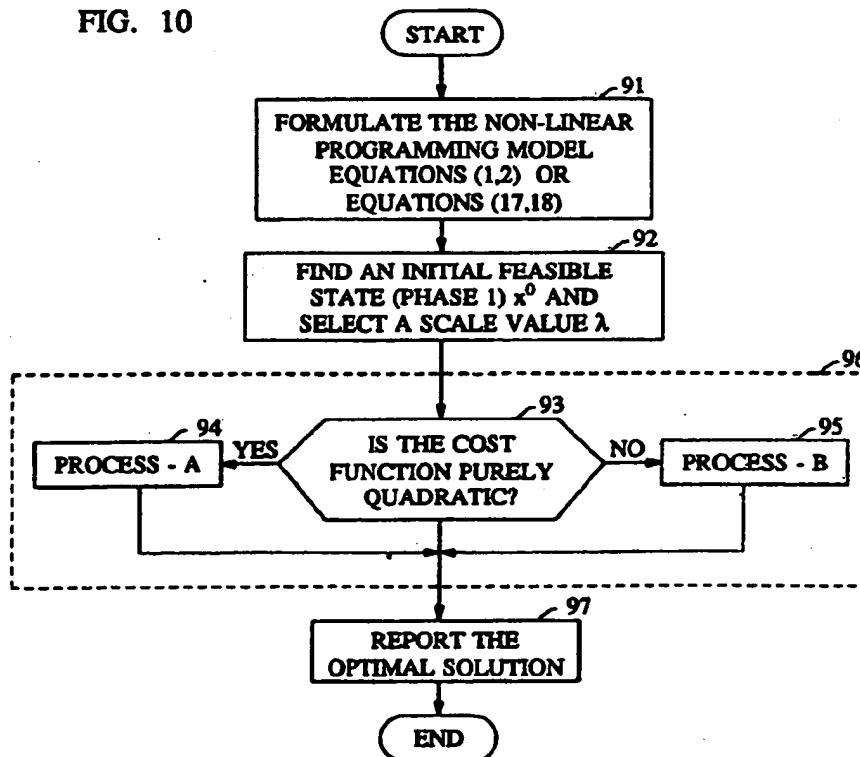 FIG. 10
START
91
FORMULATE THE NON-LINEAR
PROGRAMMING MODEL
EQUATIONS (1,2) OR
EQUATIONS (17,18)
92
FIND AN INITIAL FEASIBLE
STATE (PHASE 1) x⁰ AND
SELECT A SCALE VALUE λ
96
93
IS THE COST
FUNCTION PURELY
QUADRATIC?
94
YES
PROCESS - A
NO
95
PROCESS - B
97
REPORT THE
OPTIMAL SOLUTION
END